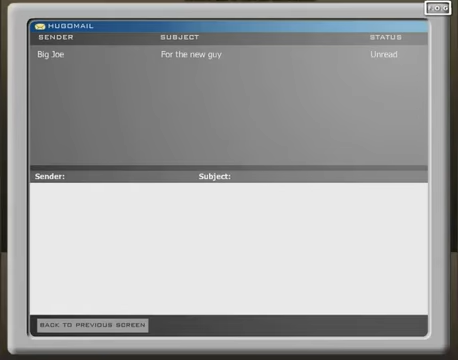 F.O.G
HUGOMAIL
SENDER SUBJECT STATUS
Big Joe For the new guy Unread
Sender: Subject:
BACK TO PREVIOUS SCREEN